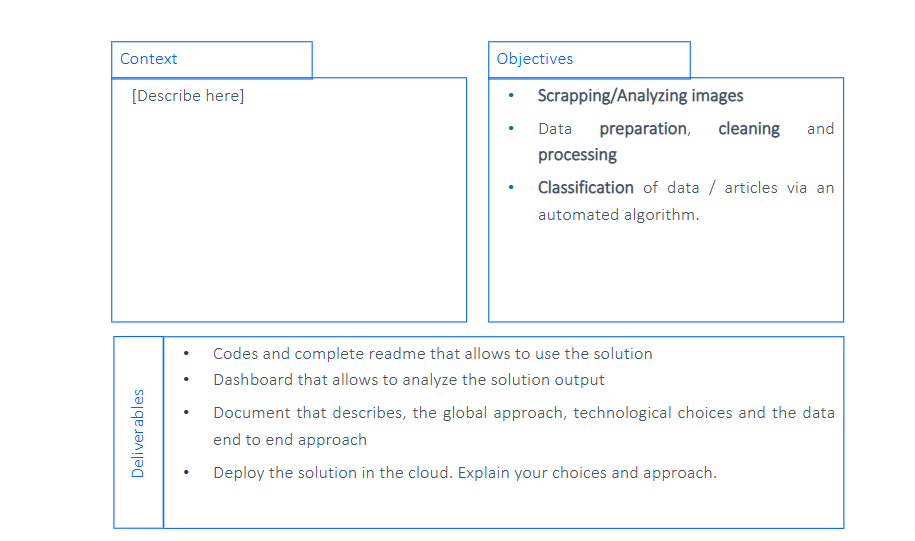 Context
[Describe here]
Objectives
• Scrapping/Analyzing images
• Data preparation, cleaning and
processing
• Classification of data / articles via an
automated algorithm.
Deliverables
• Codes and complete readme that allows to use the solution
• Dashboard that allows to analyze the solution output
• Document that describes, the global approach, technological choices and the data
end to end approach
• Deploy the solution in the cloud. Explain your choices and approach.